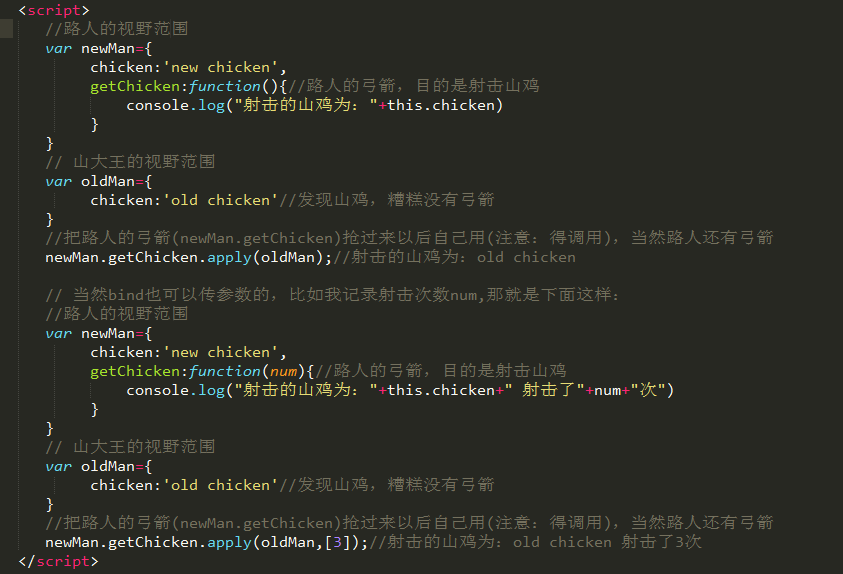 <script>
//路人的视野范围
var newMan={
chicken:'new chicken',
getChicken:function(){//路人的弓箭，目的是射击山鸡
console.log("射击的山鸡为："+this.chicken)
}
}
// 山大王的视野范围
var oldMan={
chicken:'old chicken'//发现山鸡，糟糕没有弓箭
}
//把路人的弓箭(newMan.getChicken)抢过来以后自己用(注意：得调用)，当然路人还有弓箭
newMan.getChicken.apply(oldMan);//射击的山鸡为：old chicken
// 当然bind也可以传参数的，比如我记录射击次数num,那就是下面这样：
//路人的视野范围
var newMan={
chicken:'new chicken',
getChicken:function(num){//路人的弓箭，目的是射击山鸡
console.log("射击的山鸡为："+this.chicken+" 射击了"+num+"次")
}
}
// 山大王的视野范围
var oldMan={
chicken:'old chicken'//发现山鸡，糟糕没有弓箭
}
//把路人的弓箭(newMan.getChicken)抢过来以后自己用(注意：得调用)，当然路人还有弓箭
newMan.getChicken.apply(oldMan,[3]);//射击的山鸡为：old chicken 射击了3次
</script>